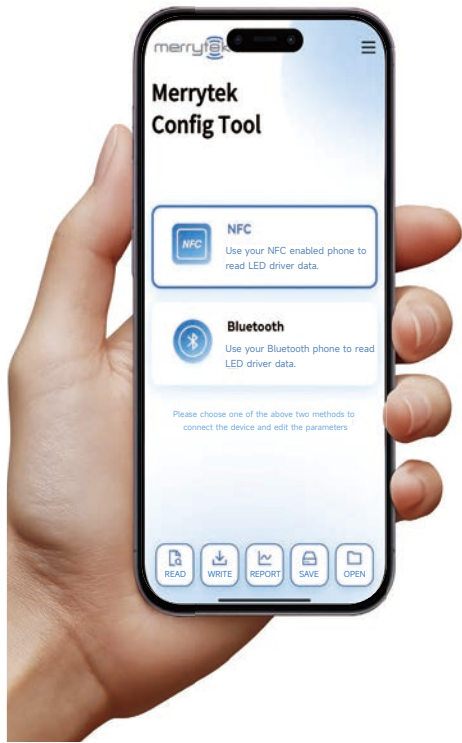 merrytek
Merrytek
Config Tool
NFC
NFC
Use your NFC enabled phone to
read LED driver data.
Bluetooth
Use your Bluetooth phone to read
LED driver data.
Please choose one of the above two methods to
connect the device and edit the parameters
READ WRITE REPORT SAVE OPEN